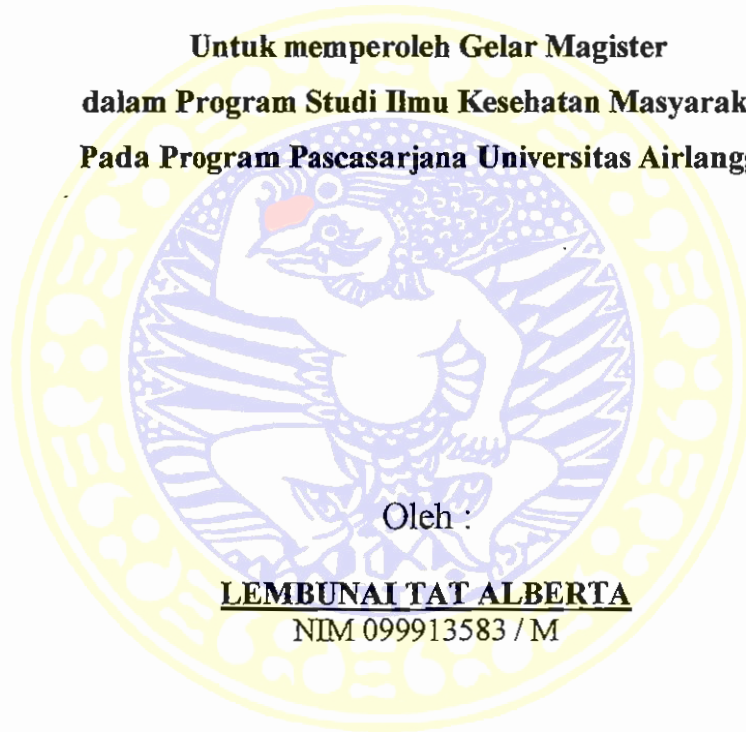 Untuk memperoleh Gelar Magister
dalam Program Studi Ilmu Kesehatan Masyarak
Pada Program Pascasarjana Universitas Airlangg
Oleh :
LEMBUNAI TAT ALBERTA
NIM 099913583 / M